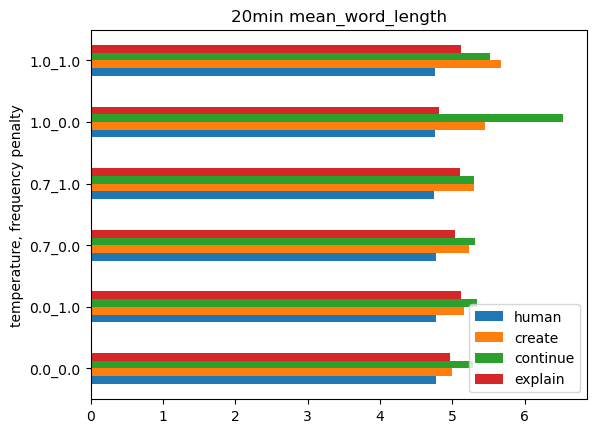 20min mean_word_length
temperature, frequency penalty
1.0_1.0
1.0_0.0
0.7_1.0
0.7_0.0
0.0_1.0
0.0_0.0
human
create
continue
explain
0 1 2 3 4 5 6